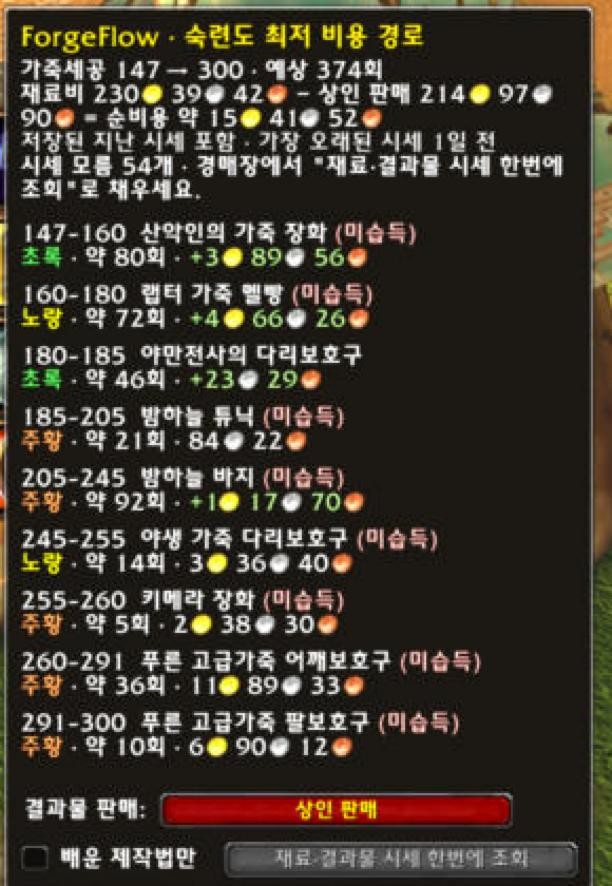 ForgeFlow · 숙련도 최저 비용 경로
가죽세공 147 → 300 · 예상 374회
재료비 230 39 42 - 상인 판매 214 97
90 = 순비용 약 15 41 52
저장된 지난 시세 포함 · 가장 오래된 시세 1일 전
시세 모름 54개 · 경매장에서 "재료·결과물 시세 한번에
조회"로 채우세요.
147-160 산악인의 가죽 장화 (미습득)
초록 · 약 80회 · +3 89 56
160-180 랩터 가죽 멜빵 (미습득)
노랑 · 약 72회 · +4 66 26
180-185 야만전사의 다리보호구
초록 · 약 46회 · +23 29
185-205 밤하늘 튜닉 (미습득)
주황 · 약 21회 · 84 22
205-245 밤하늘 바지 (미습득)
주황 · 약 92회 · +1 17 70
245-255 야생 가죽 다리보호구 (미습득)
노랑 · 약 14회 · 3 36 40
255-260 키메라 장화 (미습득)
주황 · 약 5회 · 2 38 30
260-291 푸른 고급가죽 어깨보호구 (미습득)
주황 · 약 36회 · 11 89 33
291-300 푸른 고급가죽 팔보호구 (미습득)
주황 · 약 10회 · 6 90 12
결과물 판매: 상인 판매
배운 제작법만 재료·결과물 시세 한번에 조회